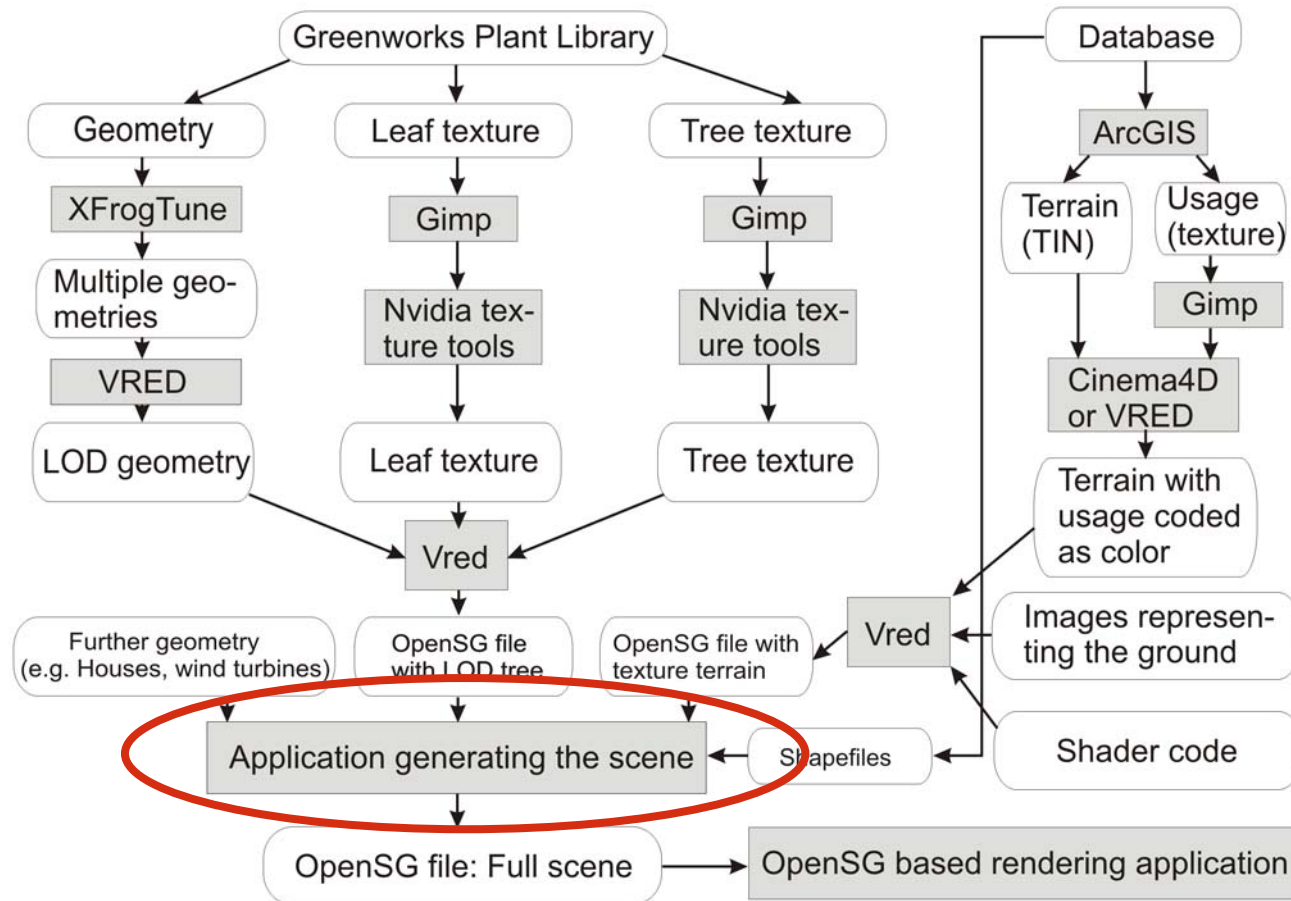 Greenworks Plant Library
Database
Geometry
Leaf texture
Tree texture
ArcGIS
XFrogTune
Gimp
Gimp
Terrain
(TIN)
Usage
(texture)
Multiple geo-
metries
Nvidia tex-
ture tools
Nvidia tex-
ure tools
Gimp
VRED
Cinema4D
or VRED
LOD geometry
Leaf texture
Tree texture
Terrain with
usage coded
as color
Vred
Further geometry
(e.g. Houses, wind turbines)
OpenSG file
with LOD tree
OpenSG file with
texture terrain
Vred
Images represen-
ting the ground
Application generating the scene
Shapefiles
Shader code
OpenSG file: Full scene
OpenSG based rendering application